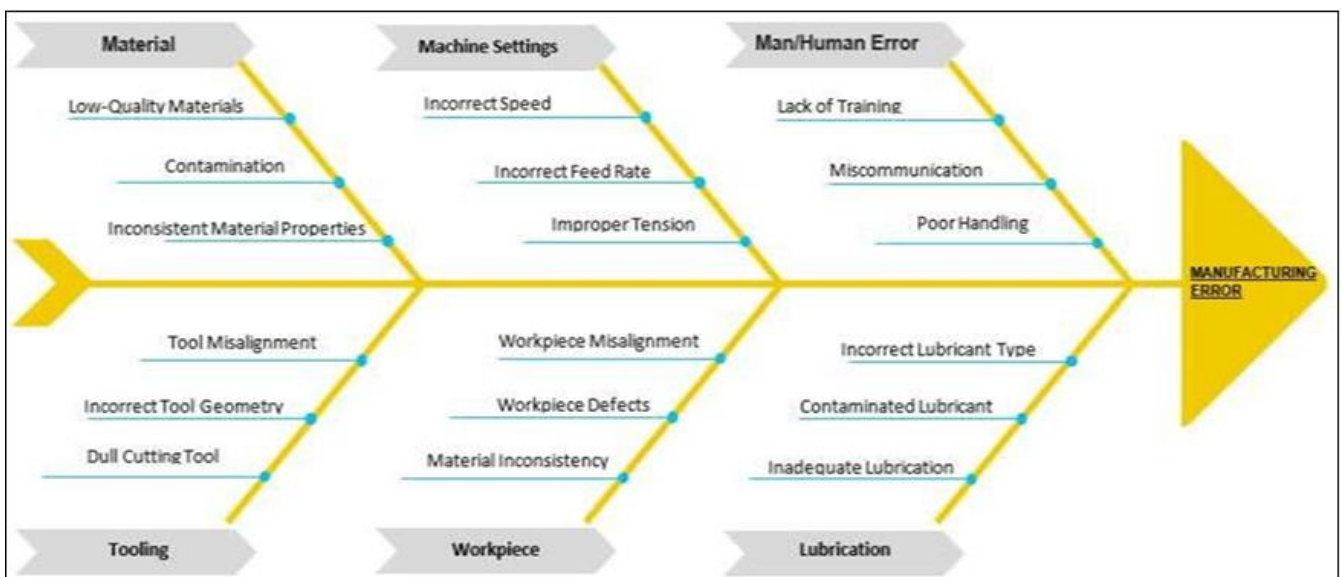 Material
Machine Settings
Man/Human Error
Low-Quality Materials
Incorrect Speed
Lack of Training
Contamination
Incorrect Feed Rate
Miscommunication
Inconsistent Material Properties
Improper Tension
Poor Handling
MANUFACTURING
ERROR
Tool Misalignment
Workpiece Misalignment
Incorrect Lubricant Type
Incorrect Tool Geometry
Workpiece Defects
Contaminated Lubricant
Dull Cutting Tool
Material Inconsistency
Inadequate Lubrication
Tooling
Workpiece
Lubrication